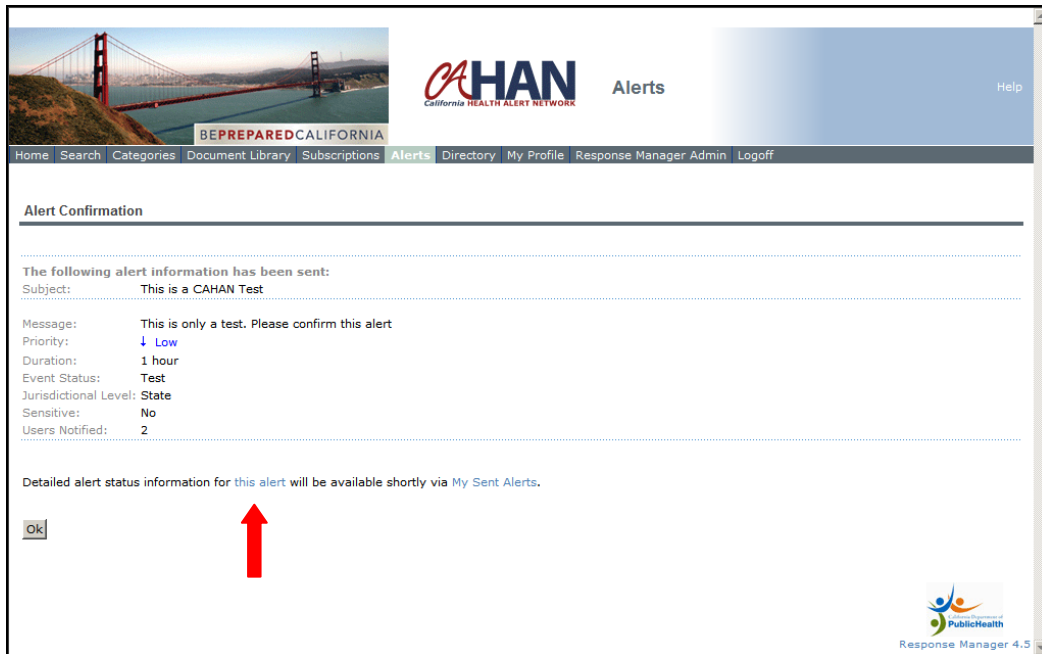 BEPREPAREDCALIFORNIA
CAHAN
California HEALTH ALERT NETWORK
Alerts
Help
Home Search Categories Document Library Subscriptions Alerts Directory My Profile Response Manager Admin Logoff
Alert Confirmation
The following alert information has been sent:
Subject: This is a CAHAN Test
Message: This is only a test. Please confirm this alert
Priority: ↓ Low
Duration: 1 hour
Event Status: Test
Jurisdictional Level: State
Sensitive: No
Users Notified: 2
Detailed alert status information for this alert will be available shortly via My Sent Alerts.
Ok
California Department of
PublicHealth
Response Manager 4.5